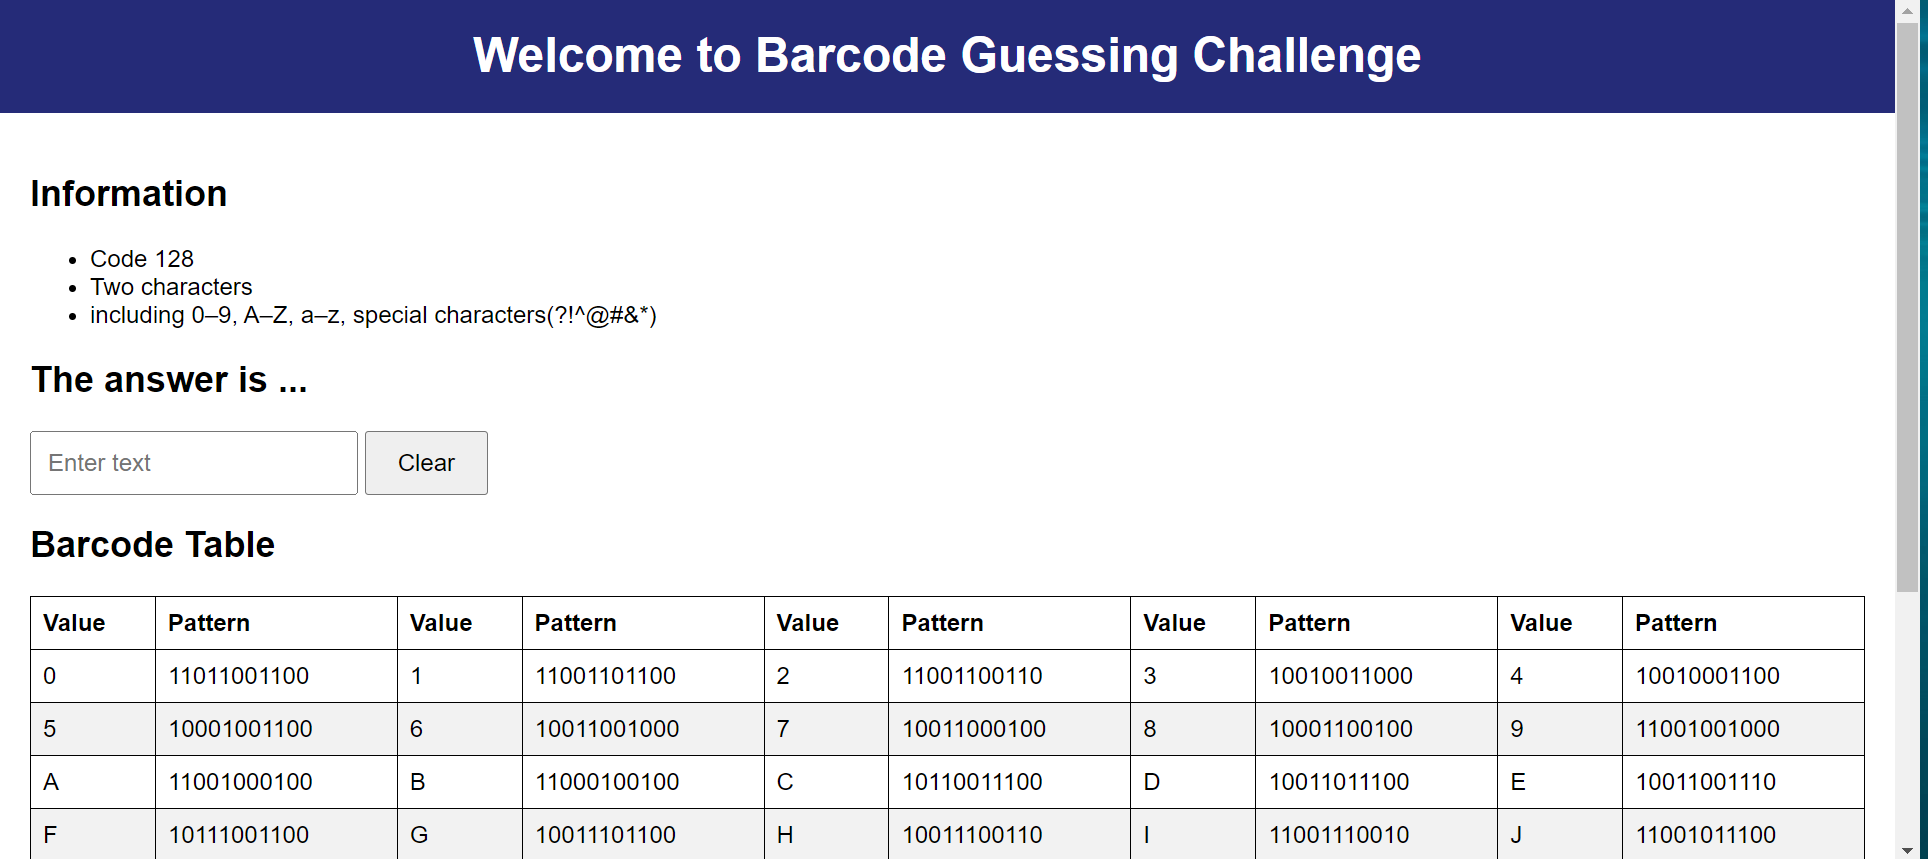 Welcome to Barcode Guessing Challenge
Information
• Code 128
• Two characters
• including 0–9, A–Z, a–z, special characters(?!^@#&*)
The answer is ...
Enter text Clear
Barcode Table
Value Pattern Value Pattern Value Pattern Value Pattern Value Pattern
0 11011001100 1 11001101100 2 11001100110 3 10010011000 4 10010001100
5 10001001100 6 10011001000 7 10011000100 8 10001100100 9 11001001000
A 11001000100 B 11000100100 C 10110011100 D 10011011100 E 10011001110
F 10111001100 G 10011101100 H 10011100110 I 11001110010 J 11001011100